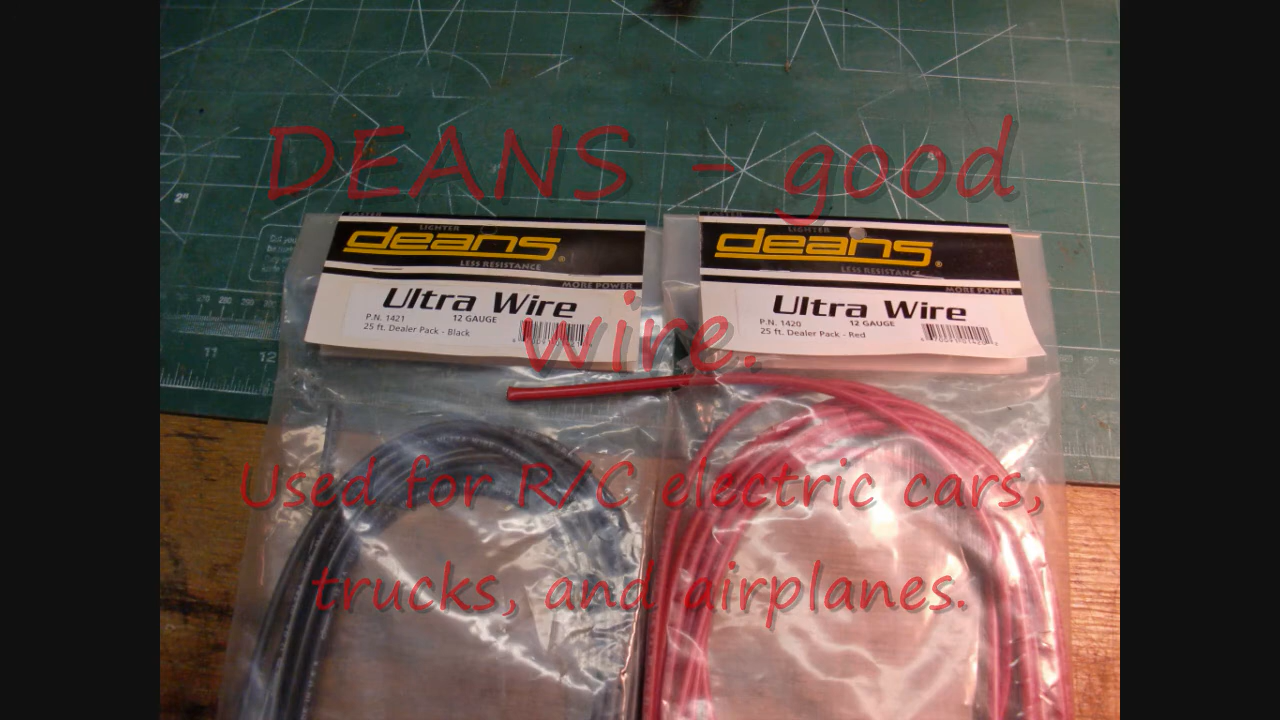 DEANS - good
wire.
Used for R/C electric cars,
trucks, and airplanes.
LIGHTER
deans®
LESS RESISTANCE
MORE POWER
Ultra Wire
P.N. 1421 12 GAUGE
25 ft. Dealer Pack - Black
LIGHTER
deans®
LESS RESISTANCE
MORE POWER
Ultra Wire
P.N. 1420 12 GAUGE
25 ft. Dealer Pack - Red
2"
11 12